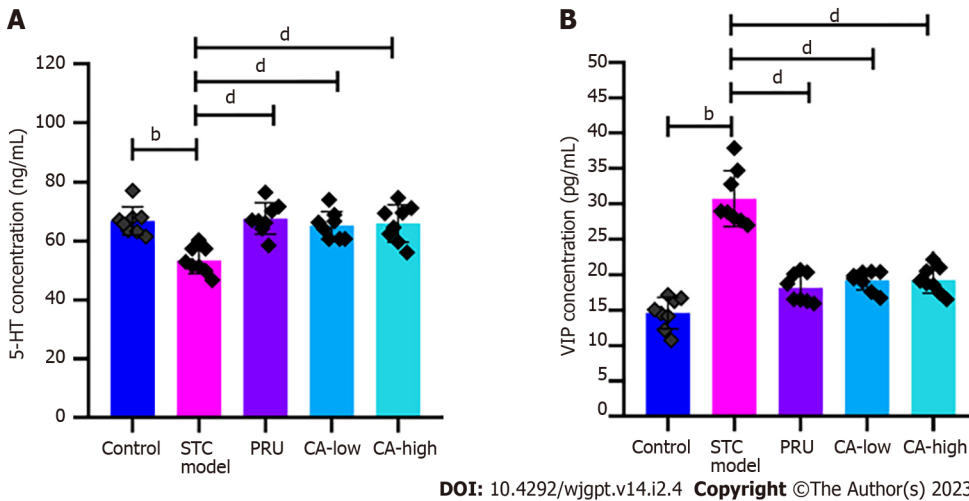 A
5-HT concentration (ng/mL)
120
100
80
60
40
20
0
b
d
d
d
Control
STC model
PRU
CA-low
CA-high
B
VIP concentration (pg/mL)
50
45
40
35
30
25
20
15
10
5
0
b
d
d
d
Control
STC
model
PRU
CA-low
CA-high
DOI: 10.4292/wjgpt.v14.i2.4 Copyright ©The Author(s) 2023